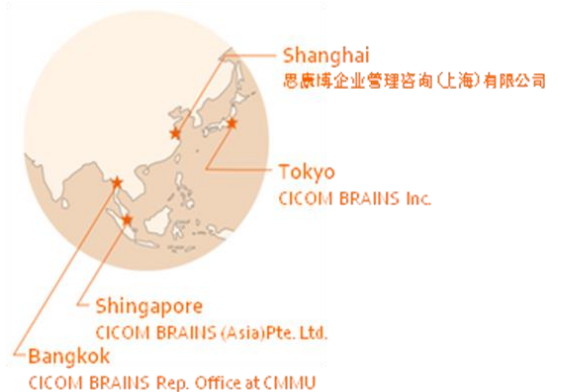 Shanghai
思康博企业管理咨询(上海)有限公司
Tokyo
CICOM BRAINS Inc.
Shingapore
CICOM BRAINS (Asia)Pte. Ltd.
Bangkok
CICOM BRAINS Rep. Office at CMMU